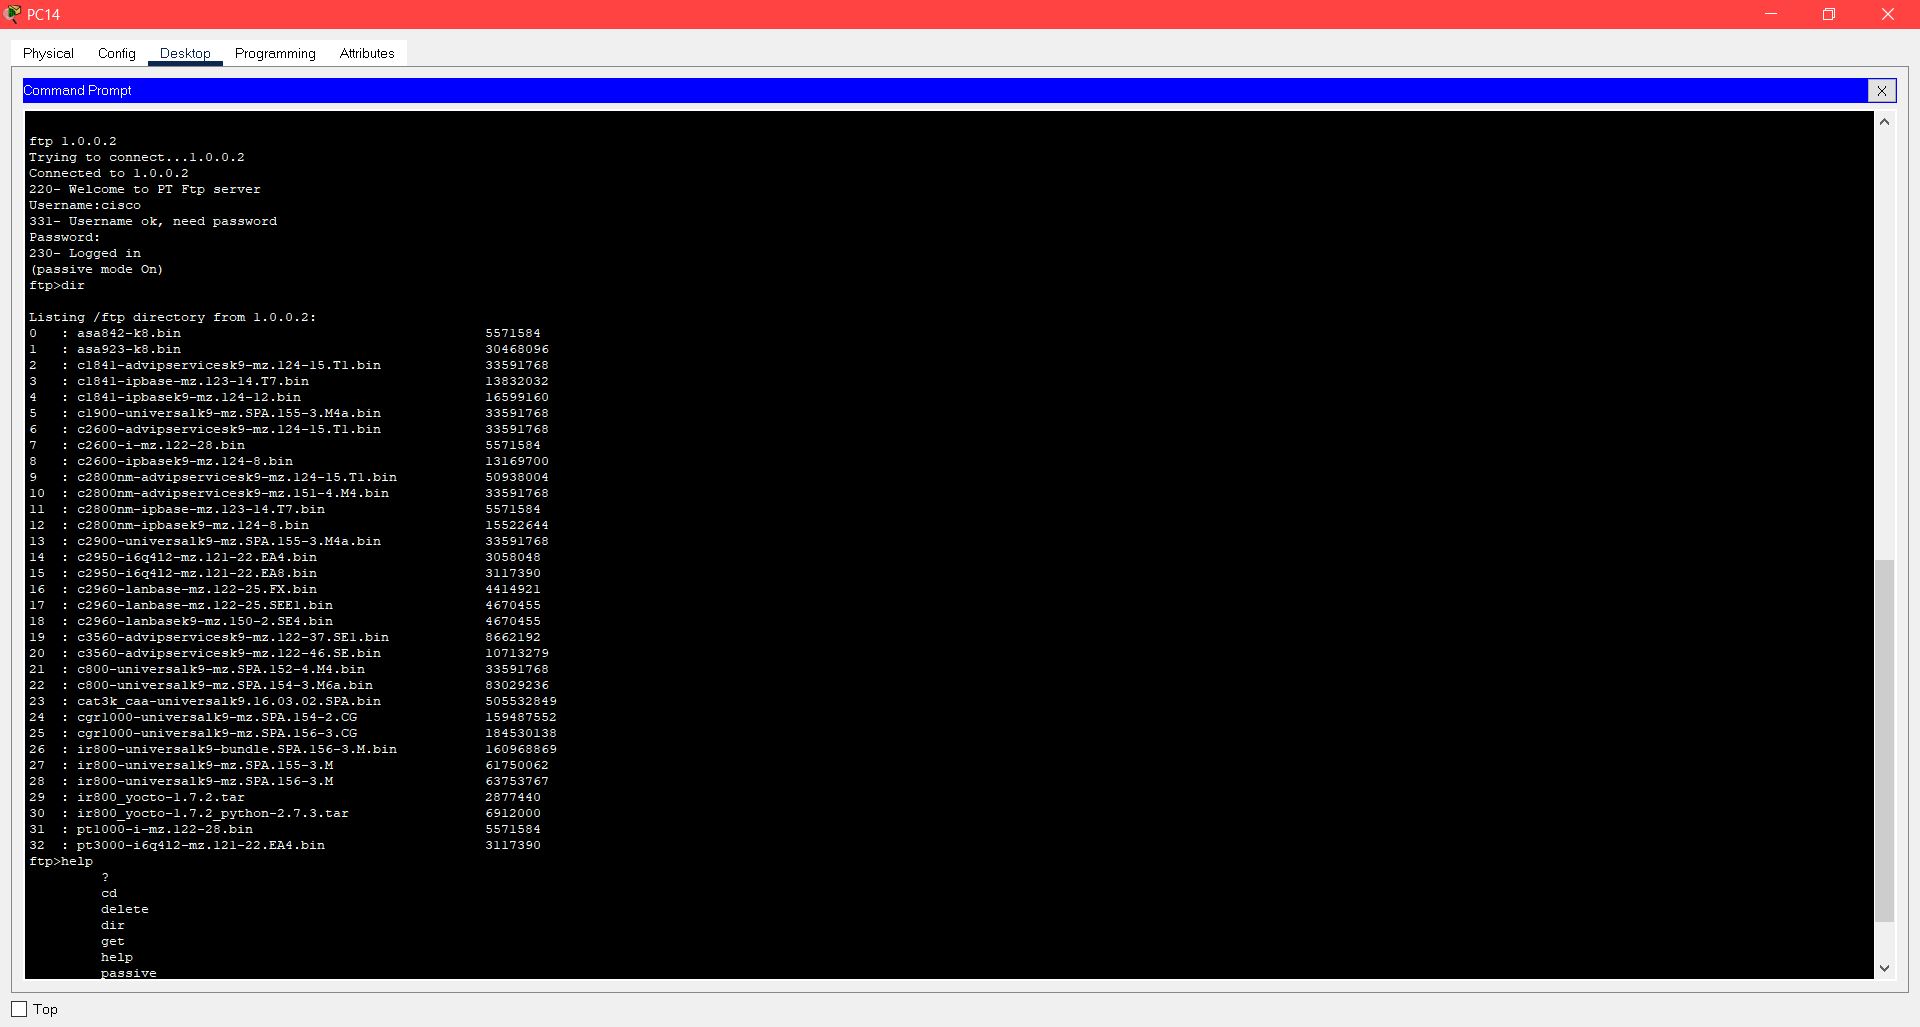 PC14
Physical Config Desktop Programming Attributes
Command Prompt
X
ftp 1.0.0.2
Trying to connect...1.0.0.2
Connected to 1.0.0.2
220- Welcome to PT Ftp server
Username:cisco
331- Username ok, need password
Password:
230- Logged in
(passive mode On)
ftp>dir
Listing /ftp directory from 1.0.0.2:
0 : asa842-k8.bin 5571584
1 : asa923-k8.bin 30468096
2 : c1841-advipservicesk9-mz.124-15.T1.bin 33591768
3 : c1841-ipbase-mz.123-14.T7.bin 13832032
4 : c1841-ipbasek9-mz.124-12.bin 16599160
5 : c1900-universalk9-mz.SPA.155-3.M4a.bin 33591768
6 : c2600-advipservicesk9-mz.124-15.T1.bin 33591768
7 : c2600-i-mz.122-28.bin 5571584
8 : c2600-ipbasek9-mz.124-8.bin 13169700
9 : c2800nm-advipservicesk9-mz.124-15.T1.bin 50938004
10 : c2800nm-advipservicesk9-mz.151-4.M4.bin 33591768
11 : c2800nm-ipbase-mz.123-14.T7.bin 5571584
12 : c2800nm-ipbasek9-mz.124-8.bin 15522644
13 : c2900-universalk9-mz.SPA.155-3.M4a.bin 33591768
14 : c2950-i6q4l2-mz.121-22.EA4.bin 3058048
15 : c2950-i6q4l2-mz.121-22.EA8.bin 3117390
16 : c2960-lanbase-mz.122-25.FX.bin 4414921
17 : c2960-lanbase-mz.122-25.SEE1.bin 4670455
18 : c2960-lanbasek9-mz.150-2.SE4.bin 4670455
19 : c3560-advipservicesk9-mz.122-37.SE1.bin 8662192
20 : c3560-advipservicesk9-mz.122-46.SE.bin 10713279
21 : c800-universalk9-mz.SPA.152-4.M4.bin 33591768
22 : c800-universalk9-mz.SPA.154-3.M6a.bin 83029236
23 : cat3k_caa-universalk9.16.03.02.SPA.bin 505532849
24 : cgr1000-universalk9-mz.SPA.154-2.CG 159487552
25 : cgr1000-universalk9-mz.SPA.156-3.CG 184530138
26 : ir800-universalk9-bundle.SPA.156-3.M.bin 160968869
27 : ir800-universalk9-mz.SPA.155-3.M 61750062
28 : ir800-universalk9-mz.SPA.156-3.M 63753767
29 : ir800_yocto-1.7.2.tar 2877440
30 : ir800_yocto-1.7.2_python-2.7.3.tar 6912000
31 : pt1000-i-mz.122-28.bin 5571584
32 : pt3000-i6q4l2-mz.121-22.EA4.bin 3117390
ftp>help
?
cd
delete
dir
get
help
passive
Top